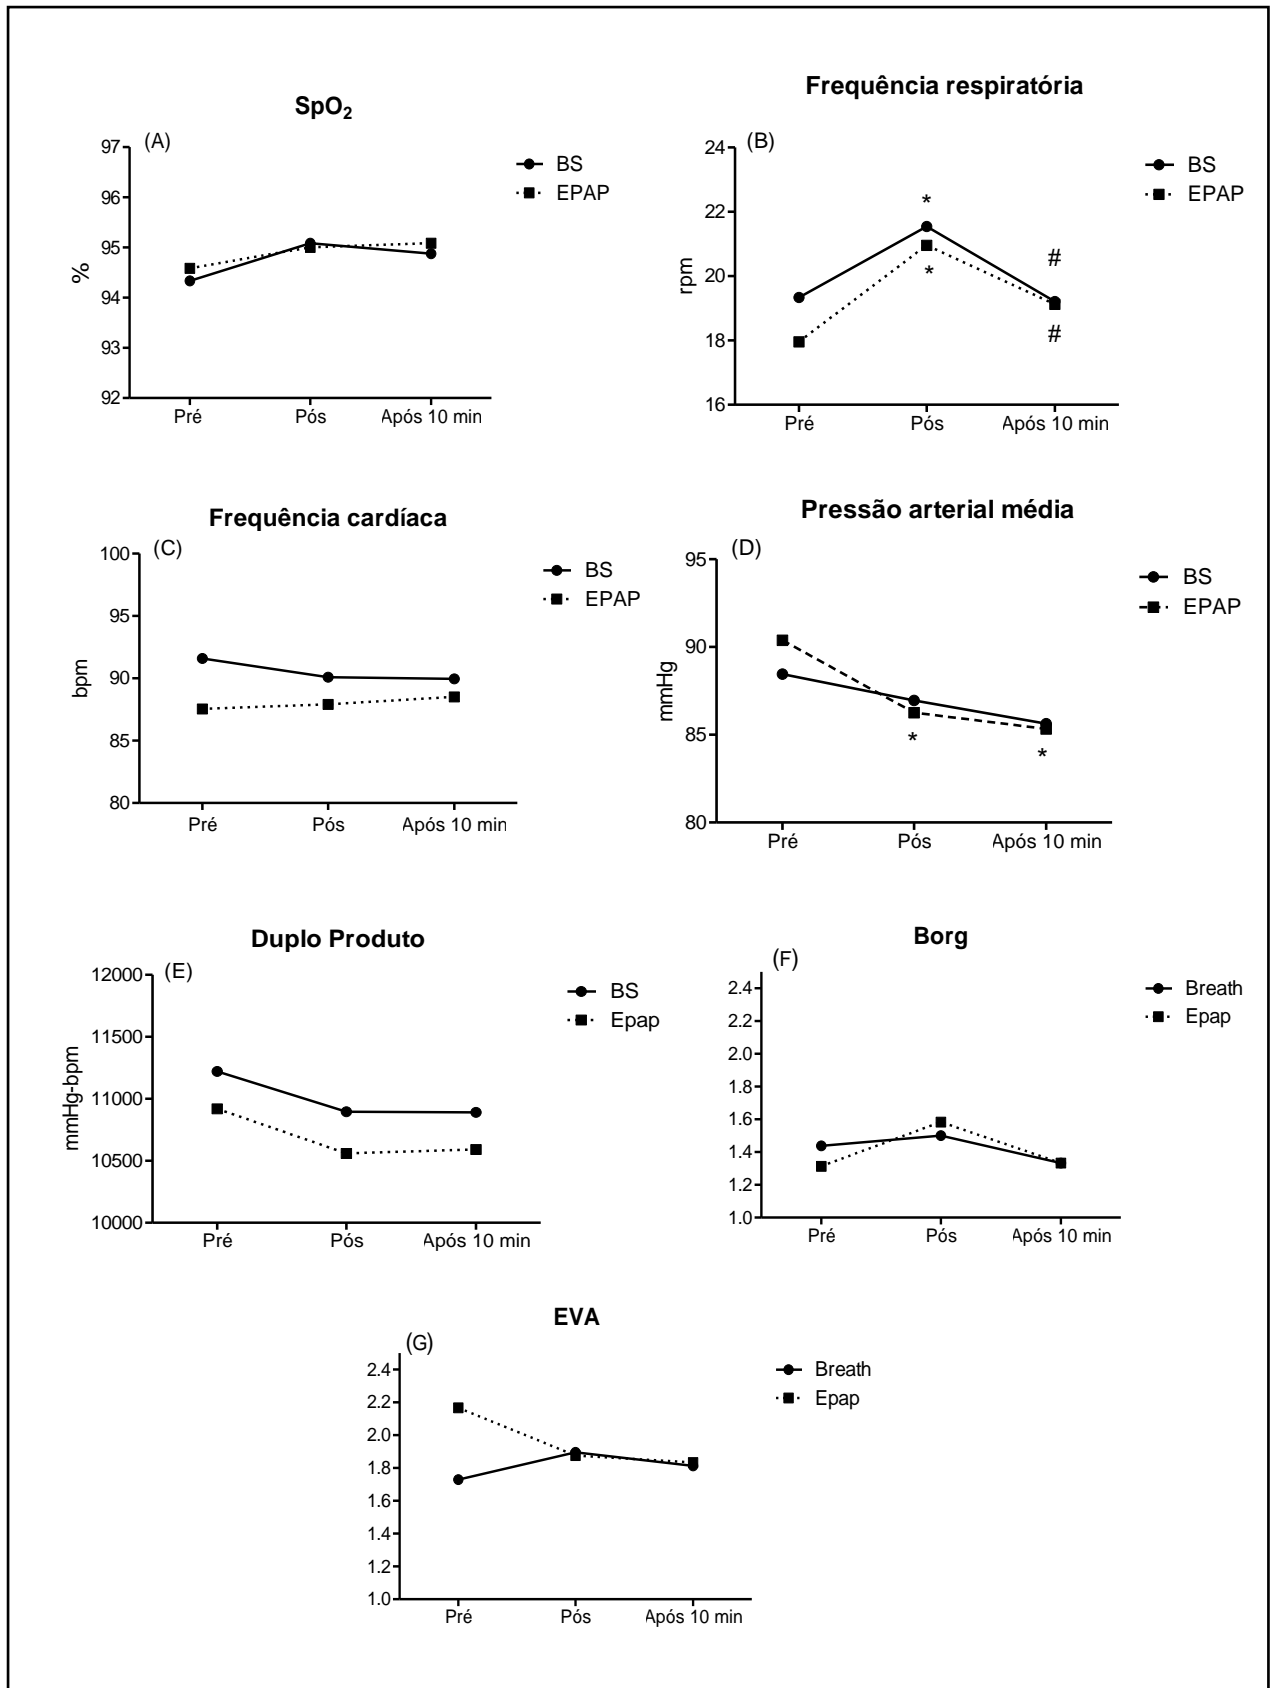 SpO2
(A)
97
96
95
94
93
92
%
Pré
Pós
Após 10 min
BS
EPAP
Frequência respiratória
(B)
24
22
20
18
16
rpm
*
*
#
#
Pré
Pós
Após 10 min
BS
EPAP
Frequência cardíaca
(C)
100
95
90
85
80
bpm
Pré
Pós
Após 10 min
BS
EPAP
Pressão arterial média
(D)
95
90
85
80
mmHg
*
*
Pré
Pós
Após 10 min
BS
EPAP
Duplo Produto
(E)
12000
11500
11000
10500
10000
mmHg-bpm
Pré
Pós
Após 10 min
BS
Epap
Borg
(F)
2.4
2.2
2.0
1.8
1.6
1.4
1.2
1.0
Pré
Pós
Após 10 min
Breath
Epap
EVA
(G)
2.4
2.2
2.0
1.8
1.6
1.4
1.2
1.0
Pré
Pós
Após 10 min
Breath
Epap